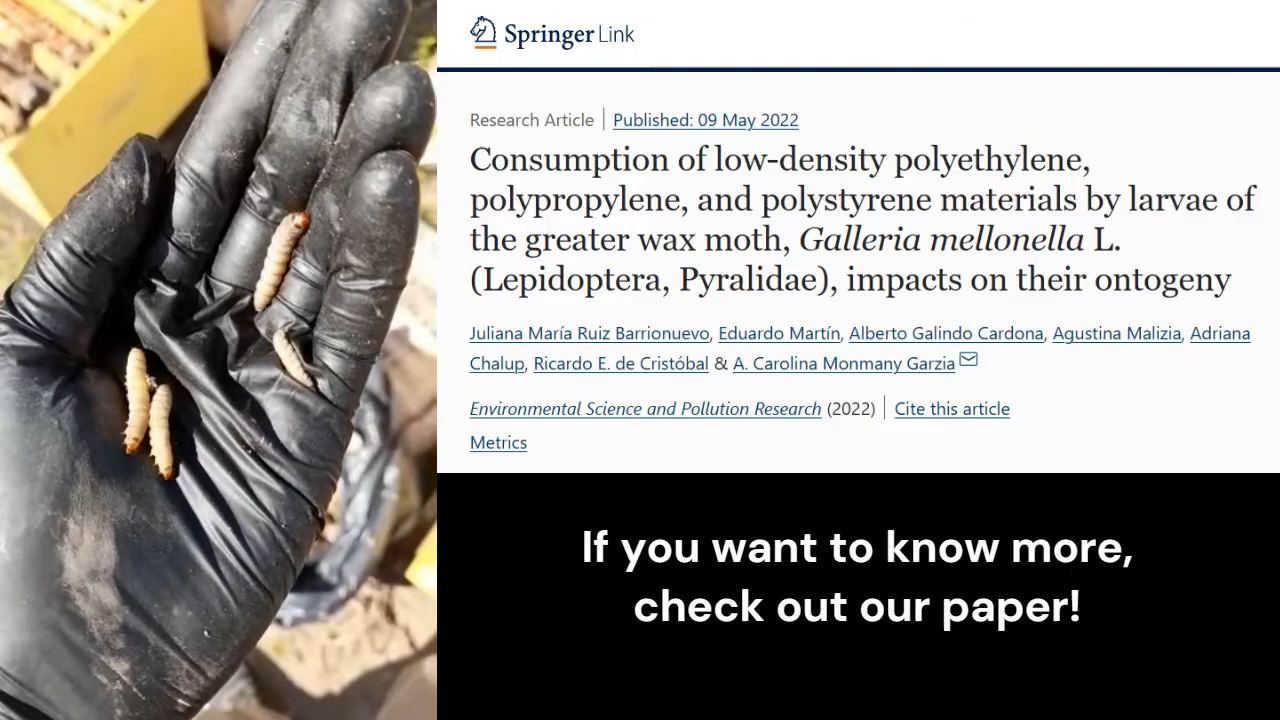 Springer Link
Research Article | Published: 09 May 2022
Consumption of low-density polyethylene,
polypropylene, and polystyrene materials by larvae of
the greater wax moth, Galleria mellonella L.
(Lepidoptera, Pyralidae), impacts on their ontogeny
Juliana María Ruiz Barrionuevo, Eduardo Martín, Alberto Galindo Cardona, Agustina Malizia, Adriana
Chalup, Ricardo E. de Cristóbal & A. Carolina Monmany Garzia
Environmental Science and Pollution Research (2022) | Cite this article
Metrics
If you want to know more,
check out our paper!